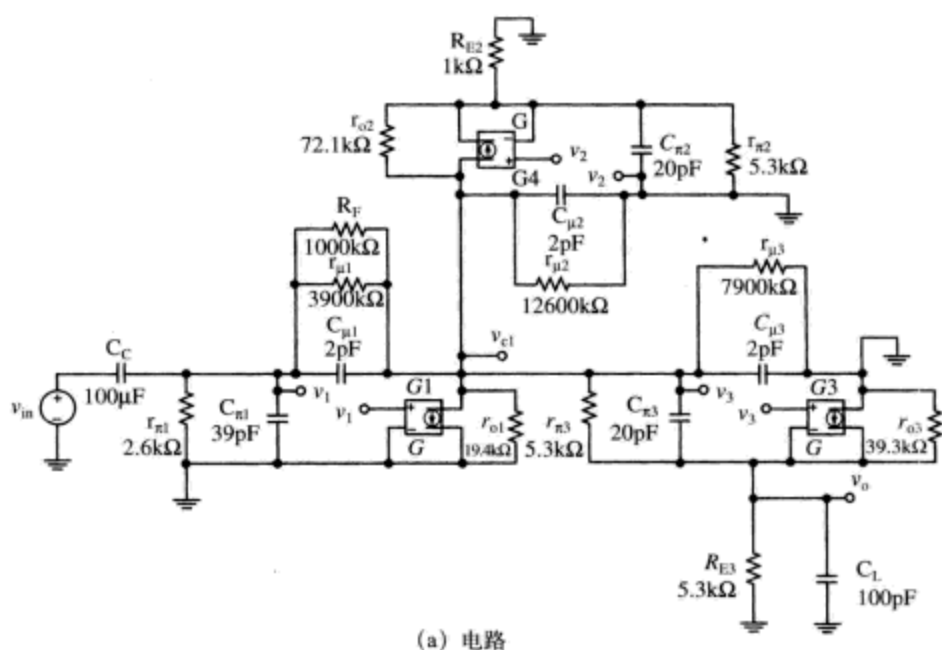 R_E2
1kΩ
r_o2
72.1kΩ
G
v_2
G4
v_2
C_π2
20pF
r_π2
5.3kΩ
C_μ2
2pF
r_μ2
12600kΩ
R_F
1000kΩ
r_μ1
3900kΩ
C_μ1
2pF
v_c1
r_μ3
7900kΩ
C_μ3
2pF
v_in
C_C
100μF
r_π1
2.6kΩ
C_π1
39pF
v_1
v_1
G1
G
r_o1
19.4kΩ
r_π3
5.3kΩ
C_π3
20pF
v_3
v_3
G3
G
r_o3
39.3kΩ
v_o
R_E3
5.3kΩ
C_L
100pF
(a) 电路